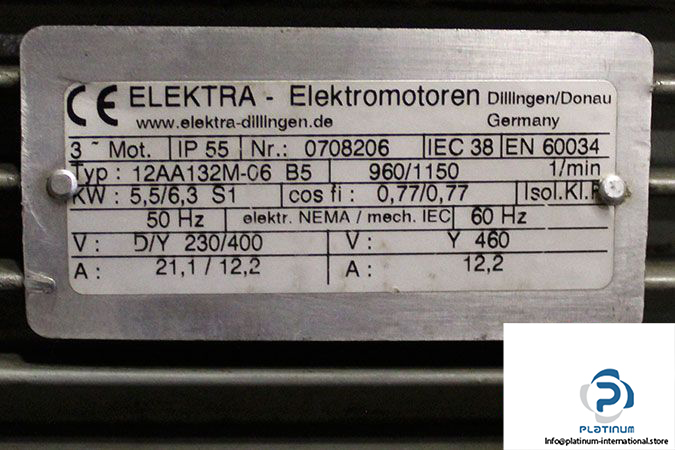 CE ELEKTRA - Elektromotoren Dillingen/Donau
www.elektra-dillingen.de Germany
3 ~ Mot. IP 55 Nr.: 0708206 IEC 38 EN 60034
Typ : 12AA132M-06 B5 960/1150 1/min
KW : 5,5/6,3 S1 cos fi : 0,77/0,77 Isol.Kl.F
50 Hz elektr. NEMA / mech. IEC 60 Hz
V : D/Y 230/400 V : Y 460
A : 21,1 / 12,2 A : 12,2
PLATINUM
Info@platinum-international.store